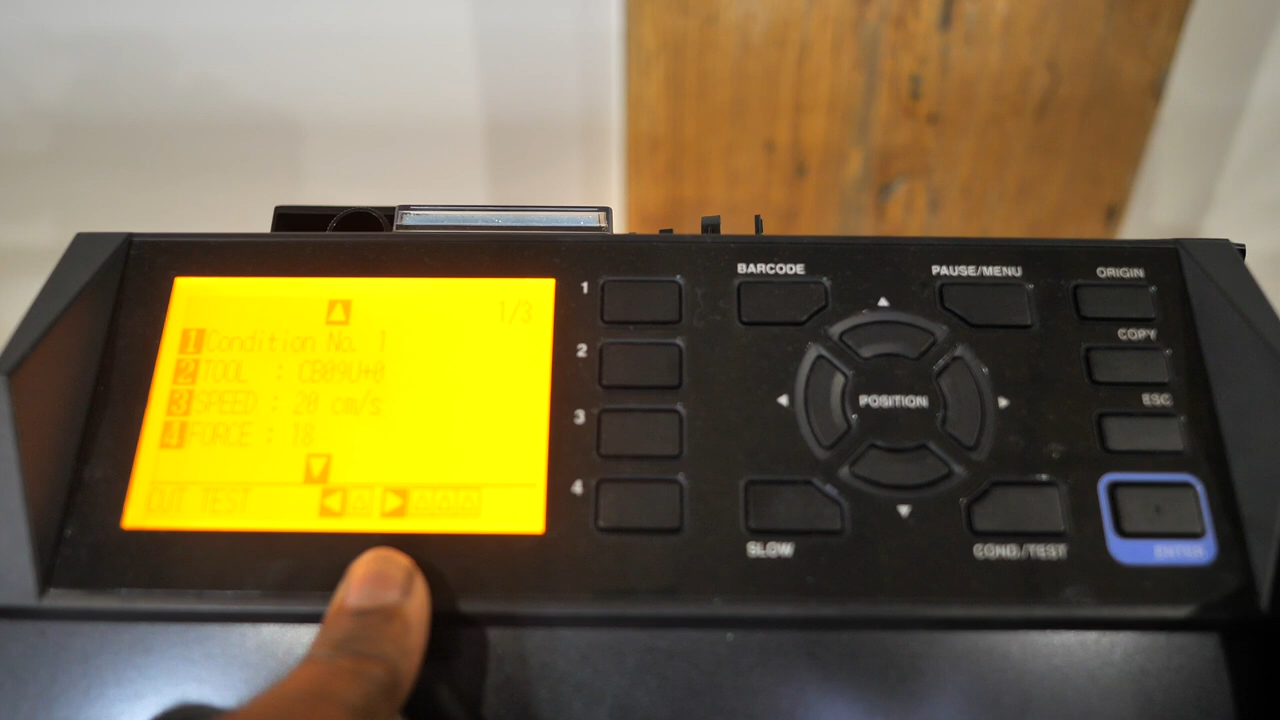 1/3
1 Condition No. 1
2 TOOL : CB09U+0
3 SPEED : 20 cm/s
4 FORCE : 18
CUT TEST
1
2
3
4
BARCODE
PAUSE/MENU
ORIGIN
COPY
ESC
POSITION
SLOW
COND./TEST
ENTER